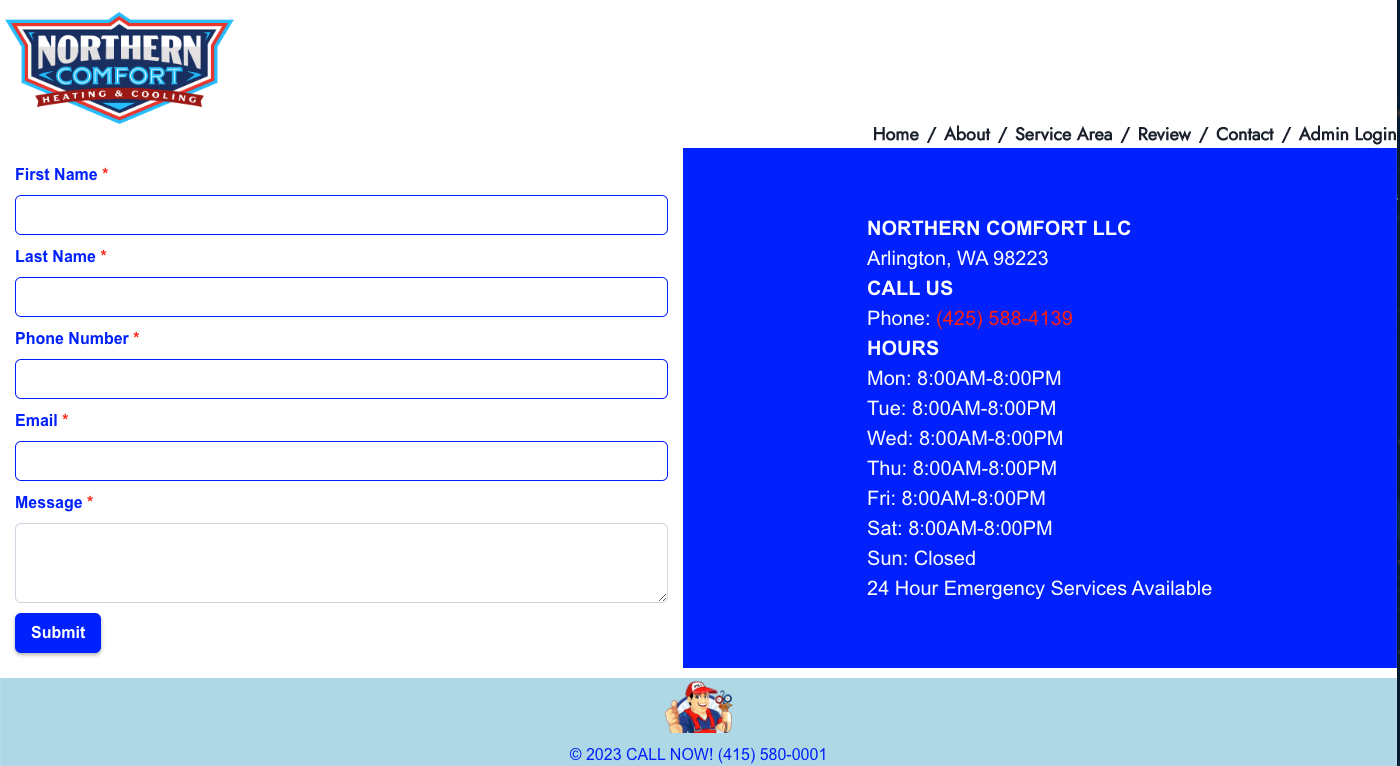 NORTHERN
COMFORT
HEATING & COOLING
Home / About / Service Area / Review / Contact / Admin Login
First Name *
Last Name *
Phone Number *
Email *
Message *
Submit
NORTHERN COMFORT LLC
Arlington, WA 98223
CALL US
Phone: (425) 588-4139
HOURS
Mon: 8:00AM-8:00PM
Tue: 8:00AM-8:00PM
Wed: 8:00AM-8:00PM
Thu: 8:00AM-8:00PM
Fri: 8:00AM-8:00PM
Sat: 8:00AM-8:00PM
Sun: Closed
24 Hour Emergency Services Available
© 2023 CALL NOW! (415) 580-0001